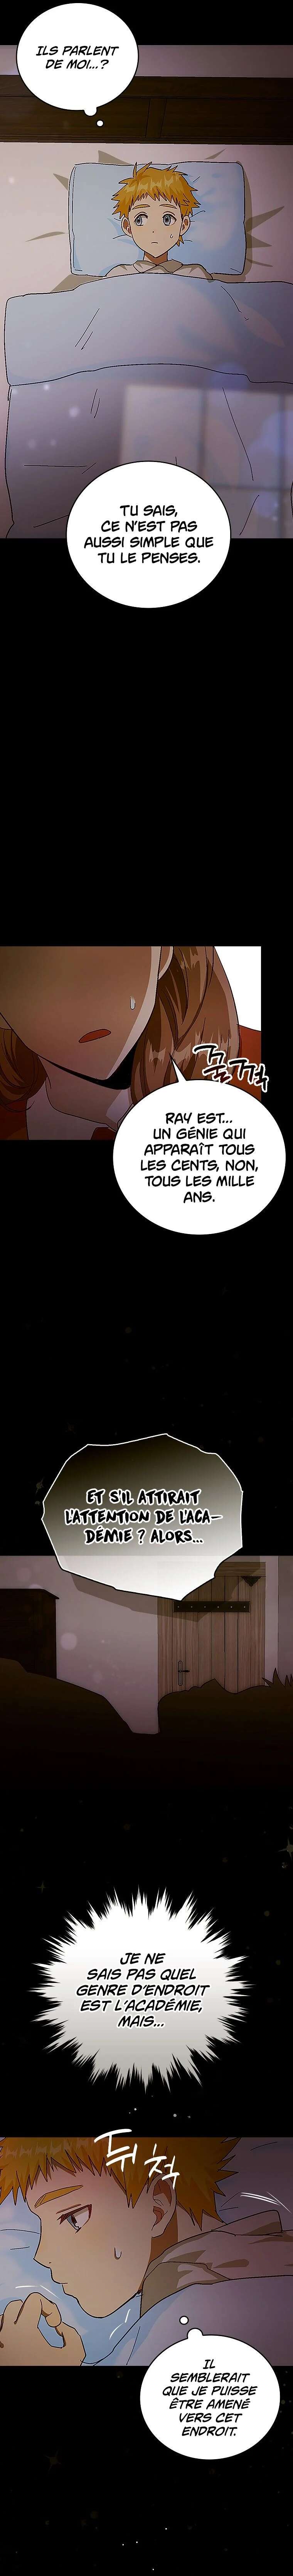 ILS PARLENT
DE MOI...?
TU SAIS,
CE N'EST PAS
AUSSI SIMPLE QUE
TU LE PENSES.
꿀꺽
RAY EST...
UN GÉNIE QUI
APPARAÎT TOUS
LES CENTS, NON,
TOUS LES MILLE
ANS.
ET S'IL ATTIRAIT
L'ATTENTION DE L'ACA-
DÉMIE ? ALORS...
JE NE
SAIS PAS QUEL
GENRE D'ENDROIT
EST L'ACADÉMIE,
MAIS...
뒤척
IL
SEMBLERAIT
QUE JE PUISSE
ÊTRE AMENÉ
VERS CET
ENDROIT.